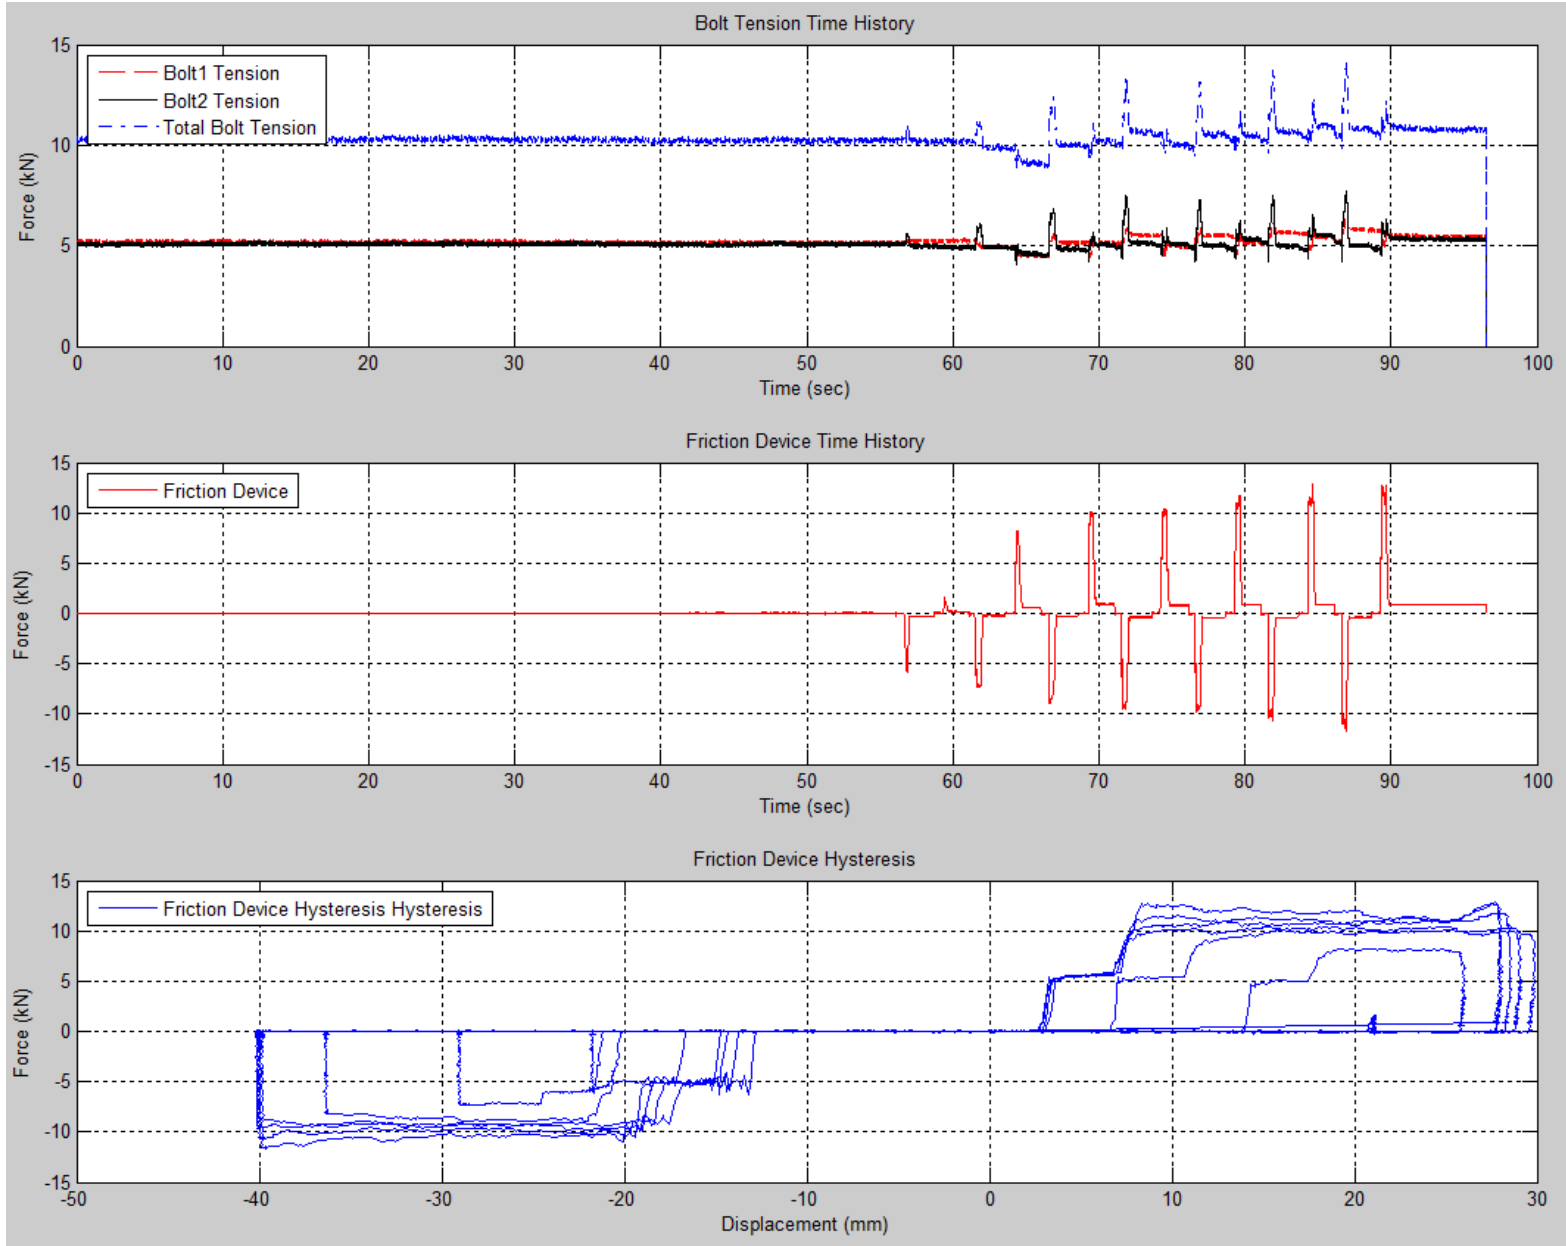 Bolt Tension Time History
15
10
5
0
Force (kN)
Bolt1 Tension
Bolt2 Tension
Total Bolt Tension
0 10 20 30 40 50 60 70 80 90 100
Time (sec)
Friction Device Time History
15
10
5
0
-5
-10
-15
Force (kN)
Friction Device
0 10 20 30 40 50 60 70 80 90 100
Time (sec)
Friction Device Hysteresis
15
10
5
0
-5
-10
-15
Force (kN)
Friction Device Hysteresis Hysteresis
-50 -40 -30 -20 -10 0 10 20 30
Displacement (mm)